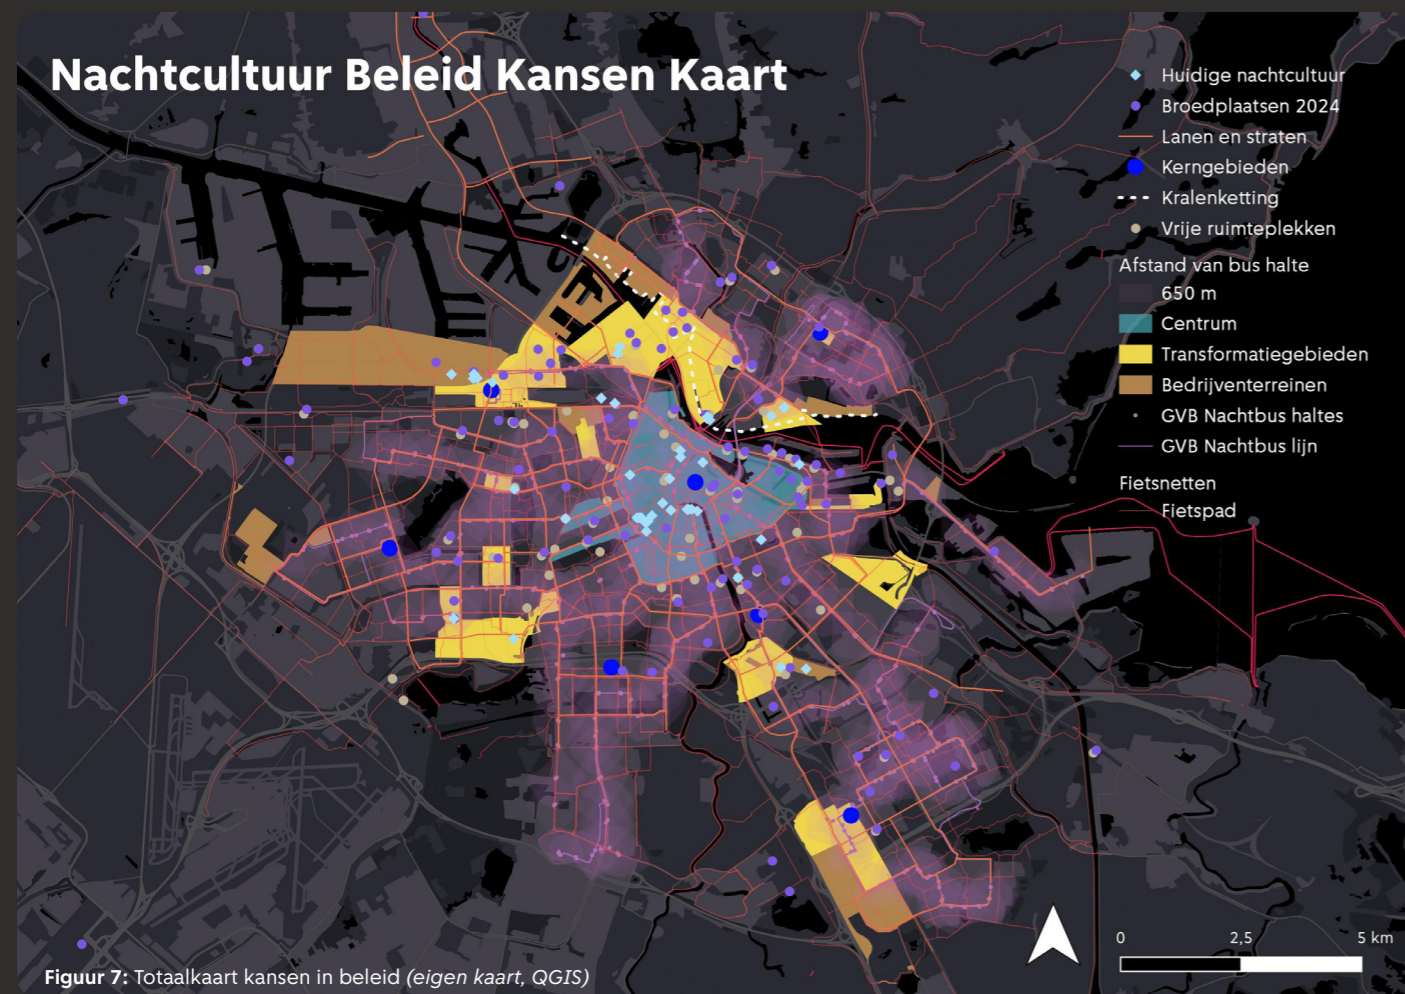 Nachtcultuur Beleid Kansen Kaart
Huidige nachtcultuur
Broedplaatsen 2024
Lanen en straten
Kerngebieden
Kralenketting
Vrije ruimteplekken
Afstand van bus halte
650 m
Centrum
Transformatiegebieden
Bedrijventerreinen
GVB Nachtbus haltes
GVB Nachtbus lijn
Fietsnetten
Fietspad
0 2,5 5 km
Figuur 7: Totaalkaart kansen in beleid (eigen kaart, QGIS)